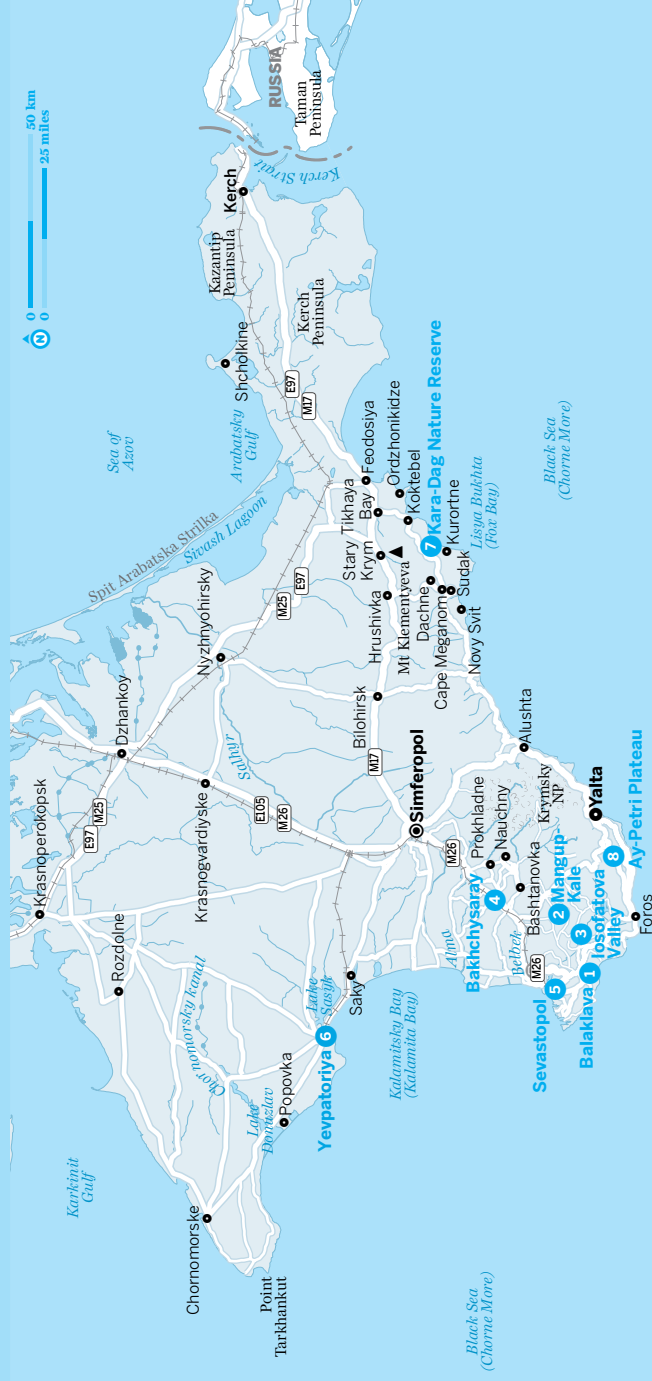 0
50 km
0
25 miles
N
RUSSIA
Taman
Peninsula
Kerch Strait
Kerch
Kazantip
Peninsula
Kerch
Peninsula
Shcholkine
Sea of
Azov
Arabatsky
Gulf
E97
M17
Spit Arabatska Strilka
Sivash Lagoon
Feodosiya
Ordzhonikidze
Tikhaya
Bay
Koktebel
7 Kara-Dag Nature Reserve
Kurortne
Lisya Bukhta
(Fox Bay)
Black Sea
(Chorne More)
Stary
Krym
Mt Klementyeva
Hrushivka
Dachne
Cape Meganom
Sudak
Novy Svit
M25
E97
Nyzhnyohirsky
Bilohirsk
M17
Dzhankoy
Krasnoperokopsk
E97
M25
Krasnogvardiyske
Salhyr
E105
M26
Simferopol
Alushta
Krymsky
NP
Yalta
8
Ay-Petri Plateau
M26
Prokhladne
Nauchny
Bakhchysaray
4
Bashtanovka
2 Mangup-
Kale
3
Iosofatova
Valley
Foros
Alma
Belbek
M26
Sevastopol
5
Balaklava
1
Rozdolne
Chornomorsky kanal
Lake
Sasyk
Saky
Kalamitsky Bay
(Kalamita Bay)
Yevpatoriya
6
Lake
Donuzlav
Popovka
Karkinit
Gulf
Chornomorske
Point
Tarkhankut
Black Sea
(Chorne More)